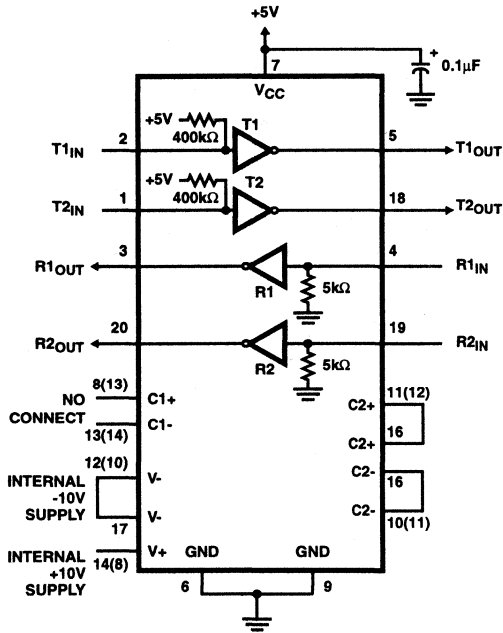 +5V
+ 0.1µF
7
VCC
+5V
400kΩ
T1
T1IN
2
5
T1OUT
+5V
400kΩ
T2
T2IN
1
18
T2OUT
R1OUT
3
R1
5kΩ
4
R1IN
R2OUT
20
R2
5kΩ
19
R2IN
NO
CONNECT
8(13)
C1+
13(14)
C1-
11(12)
C2+
C2+
16
INTERNAL
-10V
SUPPLY
12(10)
V-
V-
17
C2-
16
C2-
10(11)
INTERNAL
+10V
SUPPLY
14(8)
V+
GND
GND
6
9